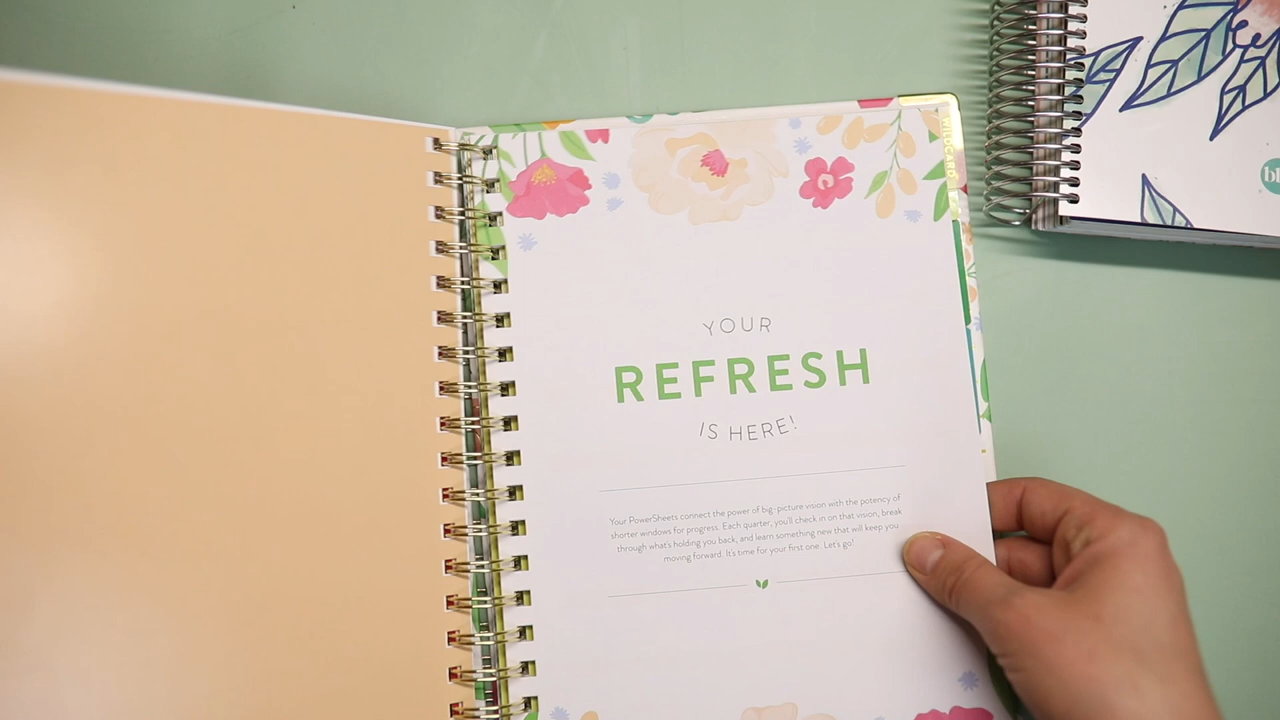 YOUR
REFRESH
IS HERE!
Your PowerSheets connect the power of big-picture vision with the potency of
shorter windows for progress. Each quarter, you'll check in on that vision, break
through what's holding you back, and learn something new that will keep you
moving forward. It's time for your first one. Let's go!
WILDCARD
bl